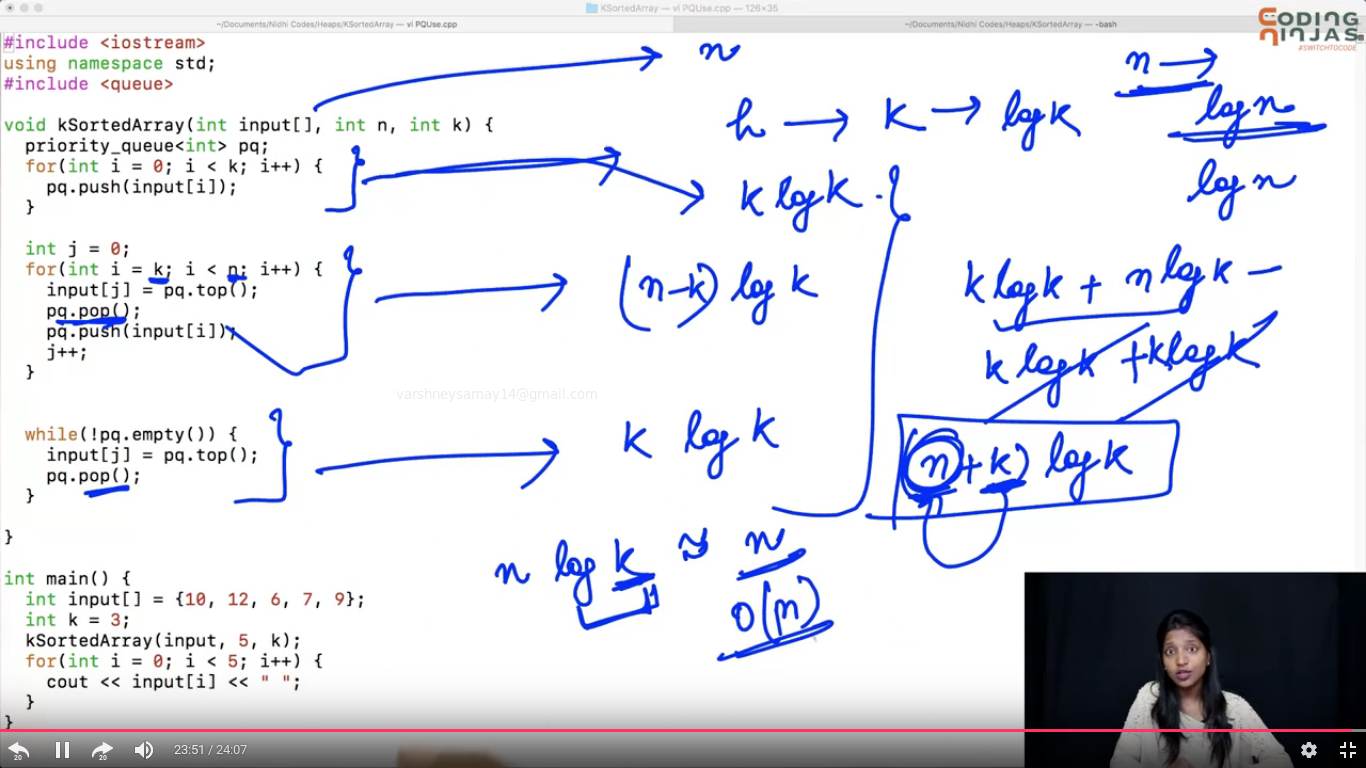 KSortedArray — vi PQUse.cpp — 126×35
~/Documents/Nidhi Codes/Heaps/KSortedArray — vi PQUse.cpp
~/Documents/Nidhi Codes/Heaps/KSortedArray — -bash
CODING
NINJAS
#SWITCHTOCODE
#include <iostream>
using namespace std;
#include <queue>
void kSortedArray(int input[], int n, int k) {
priority_queue<int> pq;
for(int i = 0; i < k; i++) {
pq.push(input[i]);
}
int j = 0;
for(int i = k; i < n; i++) {
input[j] = pq.top();
pq.pop();
pq.push(input[i]);
j++;
}
while(!pq.empty()) {
input[j] = pq.top();
pq.pop();
}
}
int main() {
int input[] = {10, 12, 6, 7, 9};
int k = 3;
kSortedArray(input, 5, k);
for(int i = 0; i < 5; i++) {
cout << input[i] << " ";
}
}
n
h → k → log k
k log k
(n-k) log k
k log k
n log k ≈ n
O(n)
n →
log n
log n
k log k + n log k -
k log k + k log k
(n+k) log k
varshneysamay14@gmail.com
20
20
23:51 / 24:07